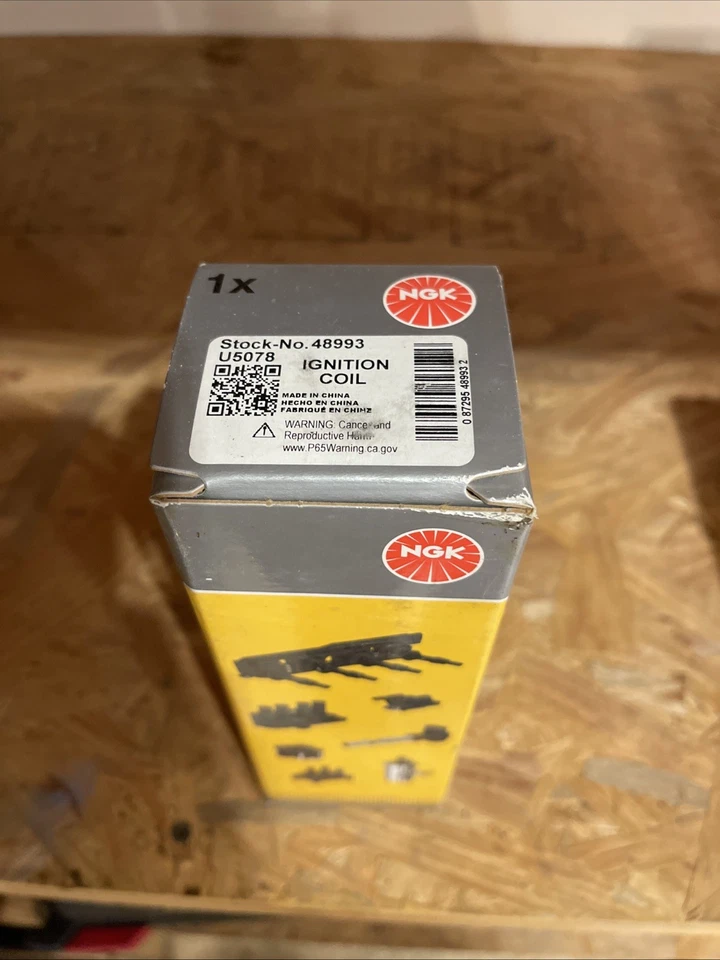 1x
NGK
Stock-No. 48993
U5078
IGNITION
COIL
MADE IN CHINA
HECHO EN CHINA
FABRIQUÉ EN CHINE
WARNING: Cancer and
Reproductive Harm-
www.P65Warning.ca.gov
0 87295 48993 2
NGK